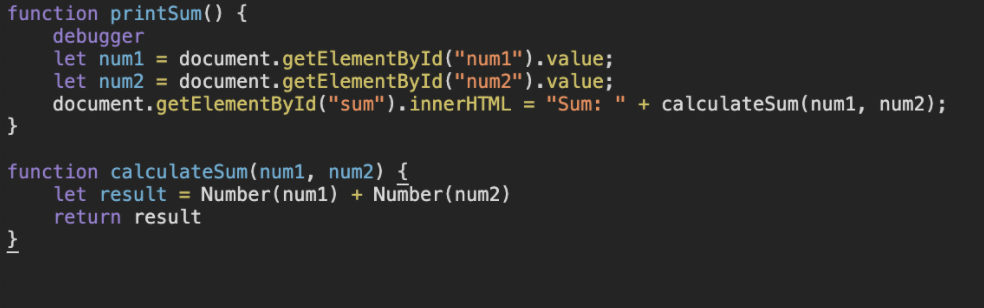 function printSum() {
    debugger
    let num1 = document.getElementById("num1").value;
    let num2 = document.getElementById("num2").value;
    document.getElementById("sum").innerHTML = "Sum: " + calculateSum(num1, num2);
}

function calculateSum(num1, num2) {
    let result = Number(num1) + Number(num2)
    return result
}